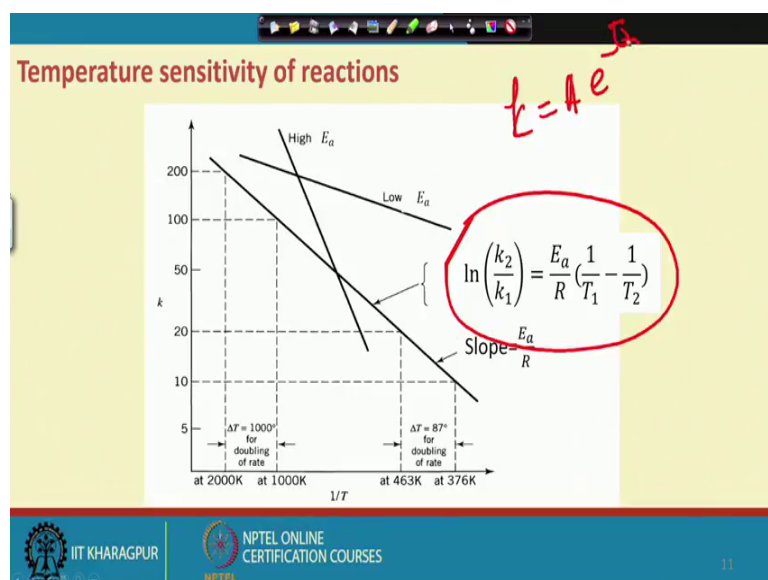 Temperature sensitivity of reactions
k = A e
High Eₐ
Low Eₐ
200
100
50
k
20
10
5
ln(k₂/k₁) = Eₐ/R (1/T₁ − 1/T₂)
Slope=Eₐ/R
ΔT = 1000°
for
doubling
of rate
ΔT = 87°
for
doubling
of rate
at 2000K at 1000K at 463K at 376K
1/T
IIT KHARAGPUR
NPTEL ONLINE
CERTIFICATION COURSES
NPTEL
11